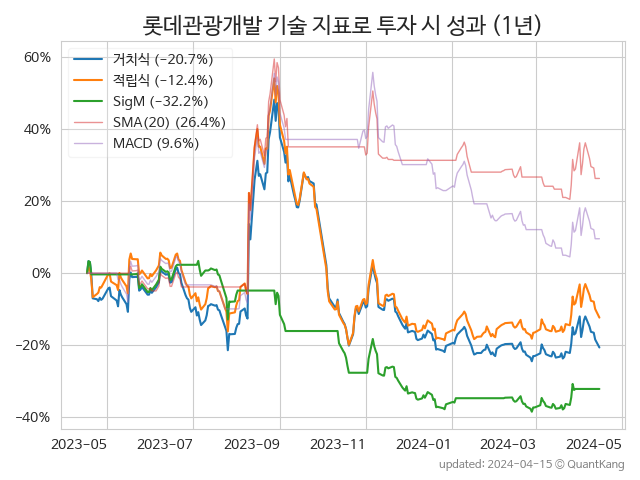 롯데관광개발 기술 지표로 투자 시 성과 (1년)
60%
40%
20%
0%
−20%
−40%
거치식 (-20.7%)
적립식 (-12.4%)
SigM (-32.2%)
SMA(20) (26.4%)
MACD (9.6%)
2023-05 2023-07 2023-09 2023-11 2024-01 2024-03 2024-05
updated: 2024-04-15 © QuantKang